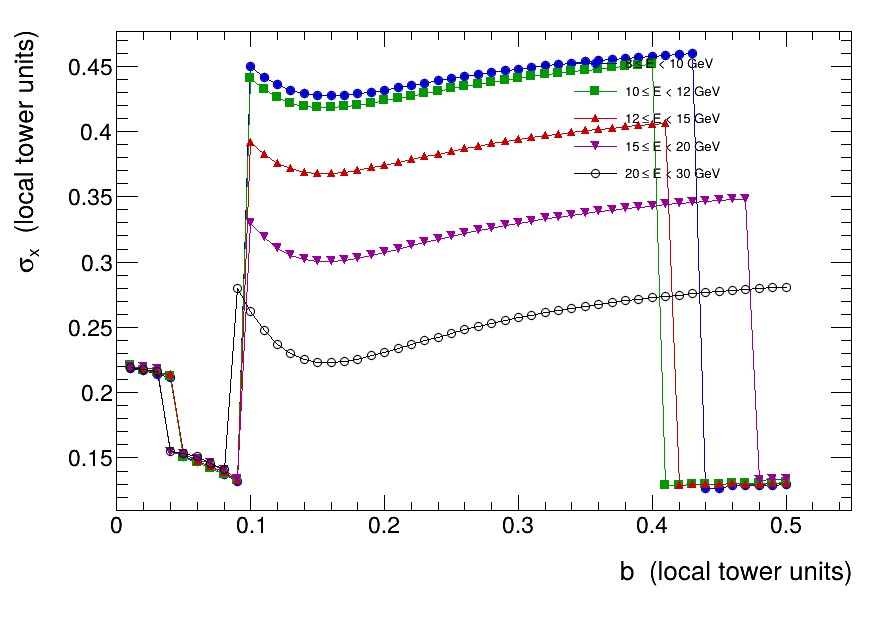 σx (local tower units)
0.45
0.4
0.35
0.3
0.25
0.2
0.15
0 0.1 0.2 0.3 0.4 0.5
b (local tower units)
8 ≤ E < 10 GeV
10 ≤ E < 12 GeV
12 ≤ E < 15 GeV
15 ≤ E < 20 GeV
20 ≤ E < 30 GeV